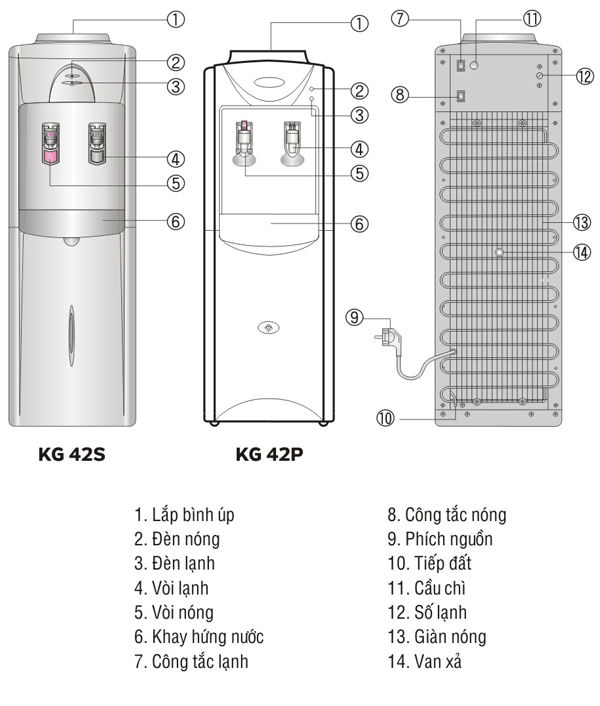 ① ① ⑦ ⑪
② ② ⑫
③ ③ ⑧
④ ④
⑤ ⑤
⑥ ⑥ ⑬
⑭
⑨
⑩
KG 42S KG 42P
1. Lắp bình úp
2. Đèn nóng
3. Đèn lạnh
4. Vòi lạnh
5. Vòi nóng
6. Khay hứng nước
7. Công tắc lạnh
8. Công tắc nóng
9. Phích nguồn
10. Tiếp đất
11. Cầu chì
12. Số lạnh
13. Giàn nóng
14. Van xả